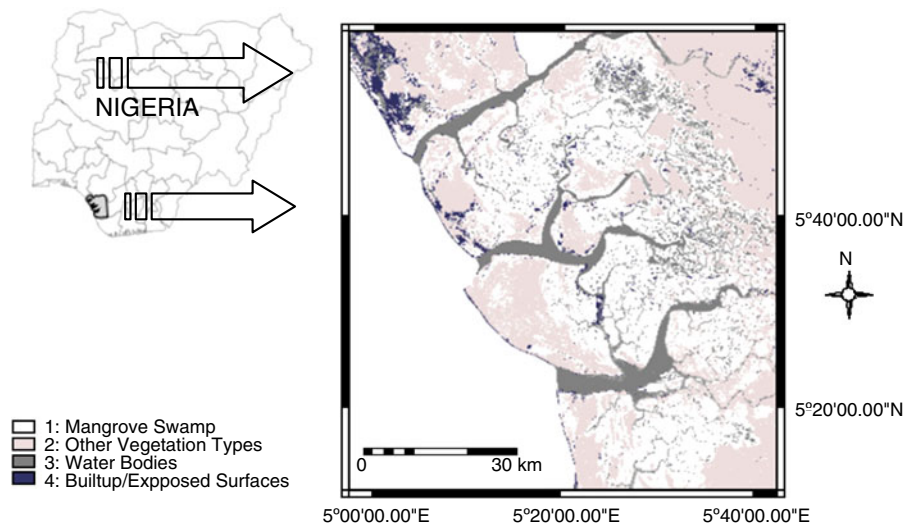 NIGERIA
5°40'00.00"N
N
5°20'00.00"N
1: Mangrove Swamp
2: Other Vegetation Types
3: Water Bodies
4: Builtup/Expposed Surfaces
0 30 km
5°00'00.00"E 5°20'00.00"E 5°40'00.00"E